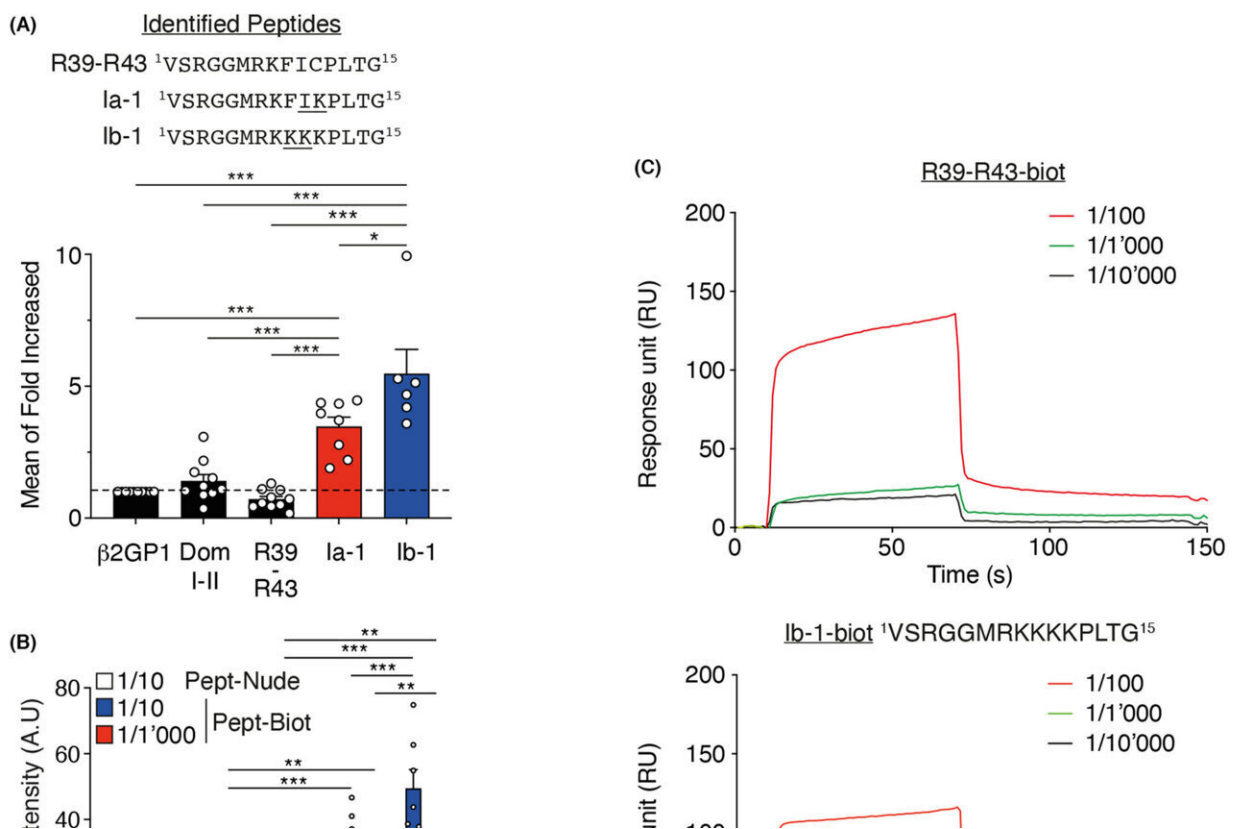 (A)
Identified Peptides
R39-R43 ¹VSRGGMRKFICPLTG¹⁵
Ia-1 ¹VSRGGMRKFIKPLTG¹⁵
Ib-1 ¹VSRGGMRKKKKPLTG¹⁵
***
***
***
*
***
***
***
10
5
0
Mean of Fold Increased
β2GP1 Dom I-II R39-R43 Ia-1 Ib-1
(B)
**
***
***
**
**
***
1/10 Pept-Nude
1/10
1/1'000
Pept-Biot
80
60
40
tensity (A.U)
(C)
R39-R43-biot
1/100
1/1'000
1/10'000
200
150
100
50
0
Response unit (RU)
0 50 100 150
Time (s)
Ib-1-biot ¹VSRGGMRKKKKPLTG¹⁵
1/100
1/1'000
1/10'000
200
150
100
unit (RU)